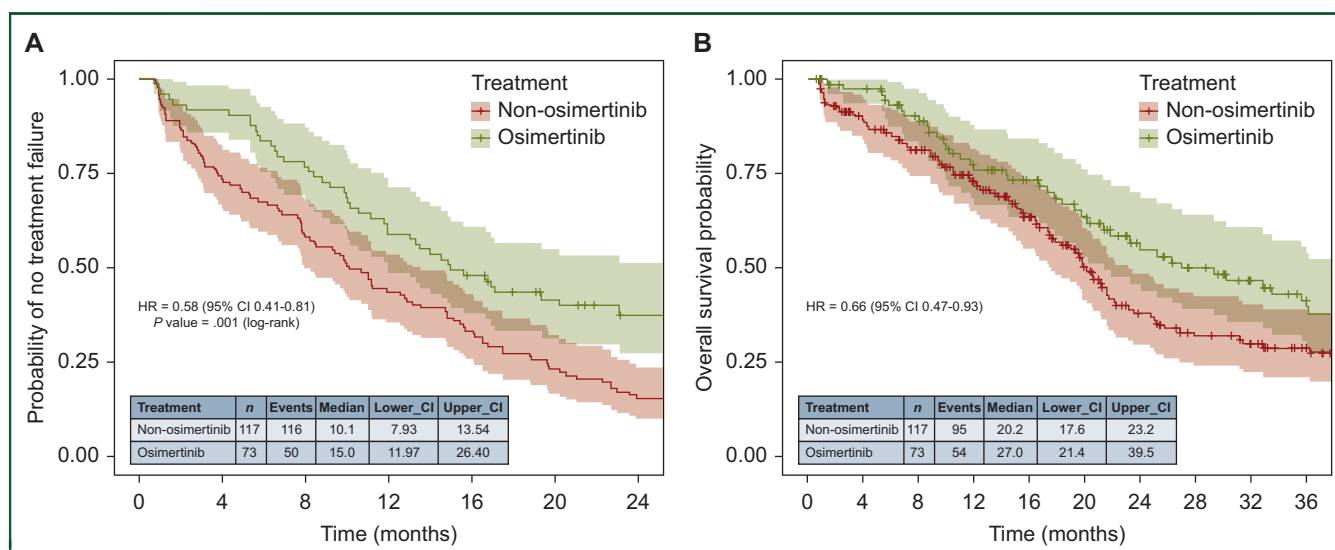 A
Probability of no treatment failure
1.00
0.75
0.50
0.25
0.00
Treatment
Non-osimertinib
Osimertinib
HR = 0.58 (95% CI 0.41-0.81)
P value = .001 (log-rank)
Treatment n Events Median Lower_CI Upper_CI
Non-osimertinib 117 116 10.1 7.93 13.54
Osimertinib 73 50 15.0 11.97 26.40
0 4 8 12 16 20 24
Time (months)
B
Overall survival probability
1.00
0.75
0.50
0.25
0.00
Treatment
Non-osimertinib
Osimertinib
HR = 0.66 (95% CI 0.47-0.93)
Treatment n Events Median Lower_CI Upper_CI
Non-osimertinib 117 95 20.2 17.6 23.2
Osimertinib 73 54 27.0 21.4 39.5
0 4 8 12 16 20 24 28 32 36
Time (months)